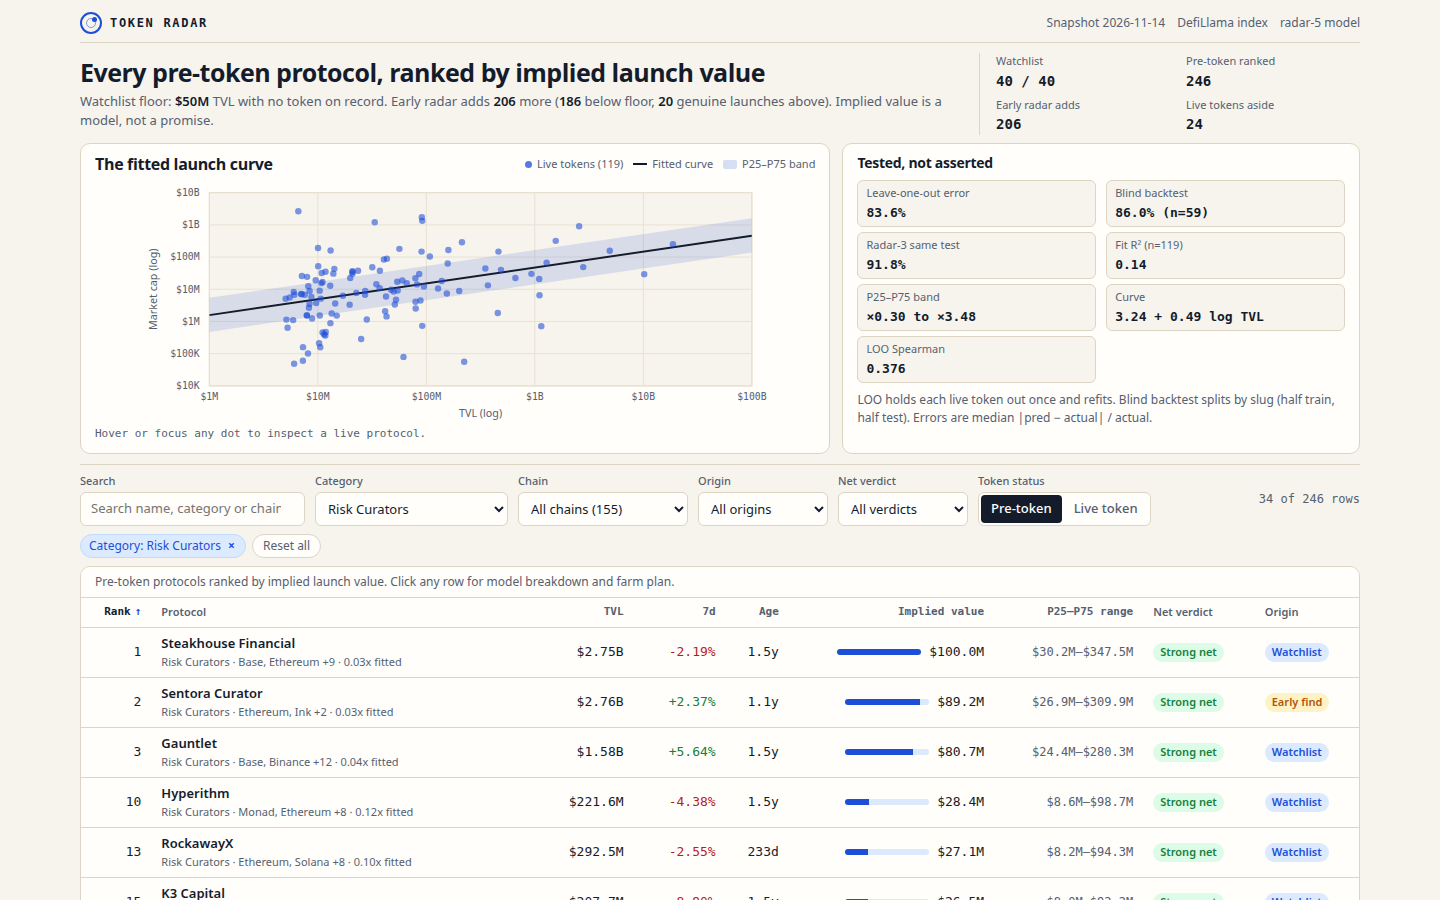 TOKEN RADAR
Snapshot 2026-11-14 DefiLlama index radar-5 model
Every pre-token protocol, ranked by implied launch value
Watchlist floor: $50M TVL with no token on record. Early radar adds 206 more (186 below floor, 20 genuine launches above). Implied value is a
model, not a promise.
Watchlist
40 / 40
Pre-token ranked
246
Early radar adds
206
Live tokens aside
24
The fitted launch curve
Live tokens (119) Fitted curve P25–P75 band
$10B
$1B
$100M
$10M
$1M
$100K
$10K
Market cap (log)
$1M $10M $100M $1B $10B $100B
TVL (log)
Hover or focus any dot to inspect a live protocol.
Tested, not asserted
Leave-one-out error
83.6%
Blind backtest
86.0% (n=59)
Radar-3 same test
91.8%
Fit R² (n=119)
0.14
P25–P75 band
×0.30 to ×3.48
Curve
3.24 + 0.49 log TVL
LOO Spearman
0.376
LOO holds each live token out once and refits. Blind backtest splits by slug (half train,
half test). Errors are median |pred − actual| / actual.
Search Category Chain Origin Net verdict Token status
Search name, category or chair Risk Curators All chains (155) All origins All verdicts Pre-token Live token
34 of 246 rows
Category: Risk Curators × Reset all
Pre-token protocols ranked by implied launch value. Click any row for model breakdown and farm plan.
Rank ↑ Protocol TVL 7d Age Implied value P25–P75 range Net verdict Origin
1 Steakhouse Financial $2.75B -2.19% 1.5y $100.0M $30.2M–$347.5M Strong net Watchlist
Risk Curators · Base, Ethereum +9 · 0.03x fitted
2 Sentora Curator $2.76B +2.37% 1.1y $89.2M $26.9M–$309.9M Strong net Early find
Risk Curators · Ethereum, Ink +2 · 0.03x fitted
3 Gauntlet $1.58B +5.64% 1.5y $80.7M $24.4M–$280.3M Strong net Watchlist
Risk Curators · Base, Binance +12 · 0.04x fitted
10 Hyperithm $221.6M -4.38% 1.5y $28.4M $8.6M–$98.7M Strong net Watchlist
Risk Curators · Monad, Ethereum +8 · 0.12x fitted
13 RockawayX $292.5M -2.55% 233d $27.1M $8.2M–$94.3M Strong net Watchlist
Risk Curators · Ethereum, Solana +8 · 0.10x fitted
K3 Capital